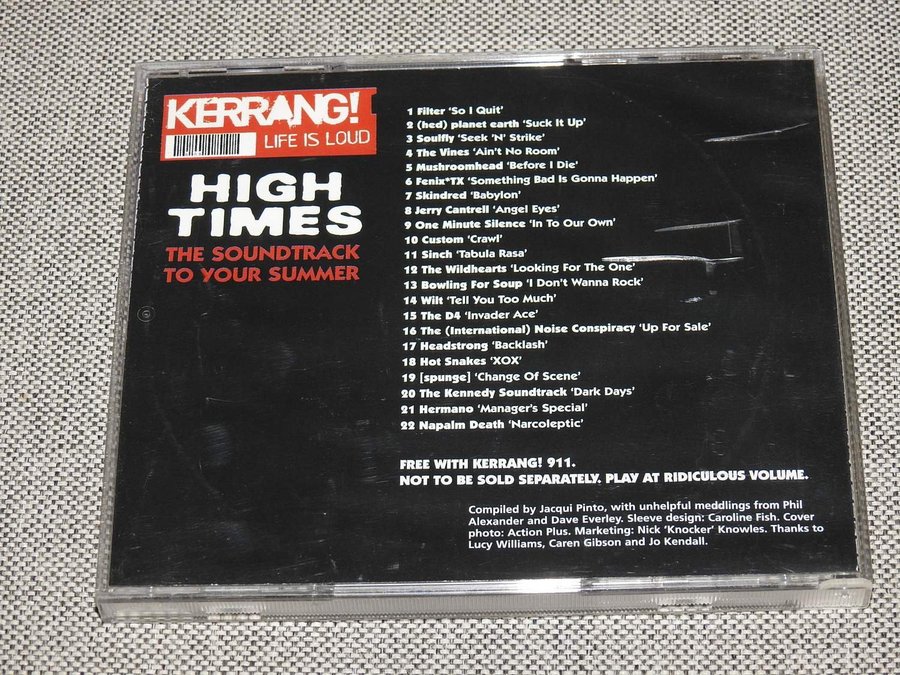 KERRANG!
LIFE IS LOUD
HIGH
TIMES
THE SOUNDTRACK
TO YOUR SUMMER
1 Filter ‘So I Quit’
2 (hed) planet earth ‘Suck It Up’
3 Soulfly ‘Seek ’N’ Strike’
4 The Vines ‘Ain’t No Room’
5 Mushroomhead ‘Before I Die’
6 Fenix*TX ‘Something Bad Is Gonna Happen’
7 Skindred ‘Babylon’
8 Jerry Cantrell ‘Angel Eyes’
9 One Minute Silence ‘In To Our Own’
10 Custom ‘Crawl’
11 Sinch ‘Tabula Rasa’
12 The Wildhearts ‘Looking For The One’
13 Bowling For Soup ‘I Don’t Wanna Rock’
14 Wilt ‘Tell You Too Much’
15 The D4 ‘Invader Ace’
16 The (International) Noise Conspiracy ‘Up For Sale’
17 Headstrong ‘Backlash’
18 Hot Snakes ‘XOX’
19 [spunge] ‘Change Of Scene’
20 The Kennedy Soundtrack ‘Dark Days’
21 Hermano ‘Manager’s Special’
22 Napalm Death ‘Narcoleptic’
FREE WITH KERRANG! 911.
NOT TO BE SOLD SEPARATELY. PLAY AT RIDICULOUS VOLUME.
Compiled by Jacqui Pinto, with unhelpful meddlings from Phil
Alexander and Dave Everley. Sleeve design: Caroline Fish. Cover
photo: Action Plus. Marketing: Nick ‘Knocker’ Knowles. Thanks to
Lucy Williams, Caren Gibson and Jo Kendall.